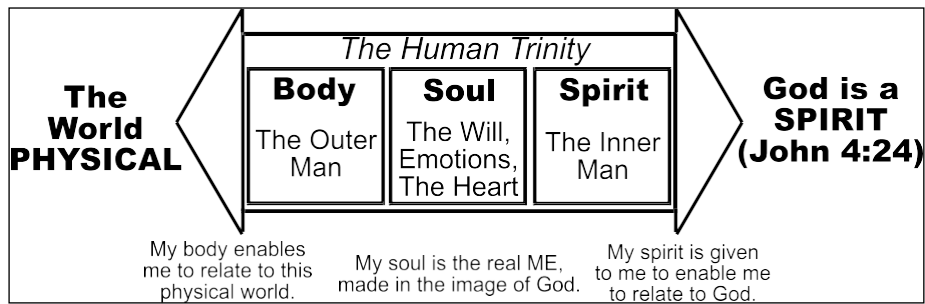 The Human Trinity
The
World
PHYSICAL
Body
The Outer
Man
Soul
The Will,
Emotions,
The Heart
Spirit
The Inner
Man
God is a
SPIRIT
(John 4:24)
My body enables
me to relate to this
physical world.
My soul is the real ME,
made in the image of God.
My spirit is given
to me to enable me
to relate to God.